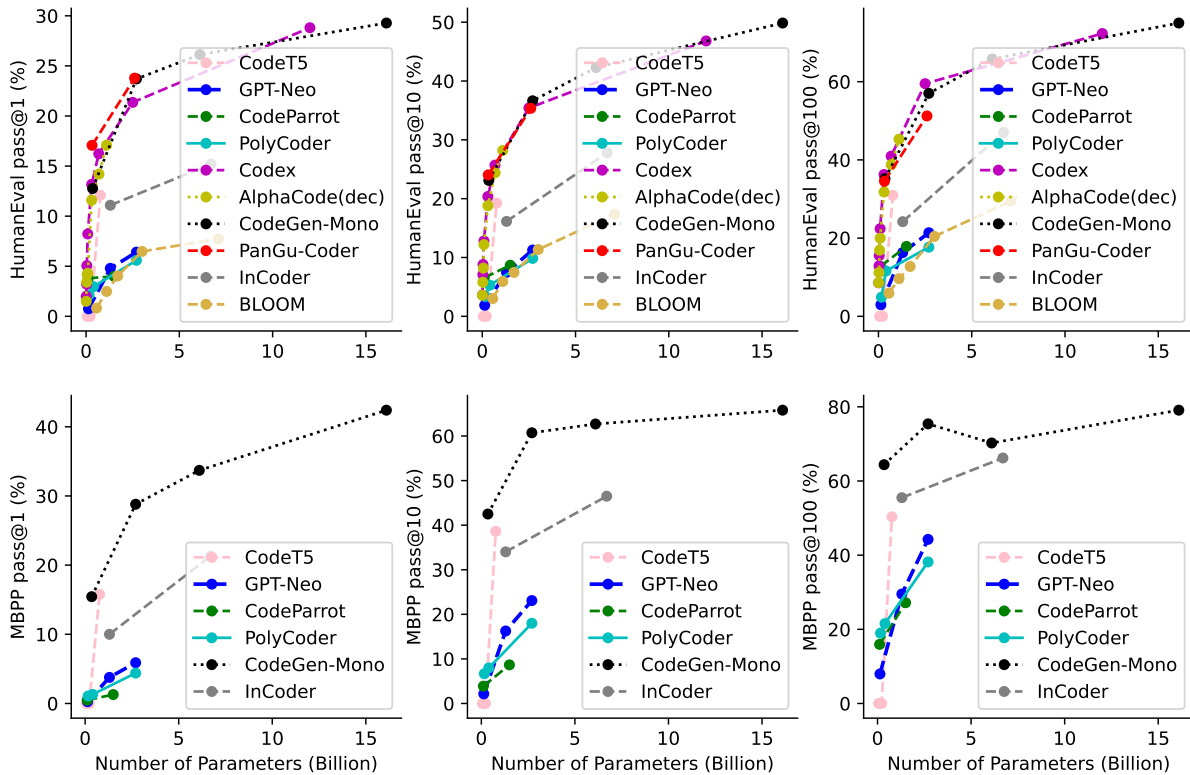 HumanEval pass@1 (%)
30
25
20
15
10
5
0
0
5
10
15
CodeT5
GPT-Neo
CodeParrot
PolyCoder
Codex
AlphaCode(dec)
CodeGen-Mono
PanGu-Coder
InCoder
BLOOM
HumanEval pass@10 (%)
50
40
30
20
10
0
0
5
10
15
CodeT5
GPT-Neo
CodeParrot
PolyCoder
Codex
AlphaCode(dec)
CodeGen-Mono
PanGu-Coder
InCoder
BLOOM
HumanEval pass@100 (%)
60
40
20
0
0
5
10
15
CodeT5
GPT-Neo
CodeParrot
PolyCoder
Codex
AlphaCode(dec)
CodeGen-Mono
PanGu-Coder
InCoder
BLOOM
MBPP pass@1 (%)
40
30
20
10
0
0
5
10
15
CodeT5
GPT-Neo
CodeParrot
PolyCoder
CodeGen-Mono
InCoder
Number of Parameters (Billion)
MBPP pass@10 (%)
60
50
40
30
20
10
0
0
5
10
15
CodeT5
GPT-Neo
CodeParrot
PolyCoder
CodeGen-Mono
InCoder
Number of Parameters (Billion)
MBPP pass@100 (%)
80
60
40
20
0
0
5
10
15
CodeT5
GPT-Neo
CodeParrot
PolyCoder
CodeGen-Mono
InCoder
Number of Parameters (Billion)